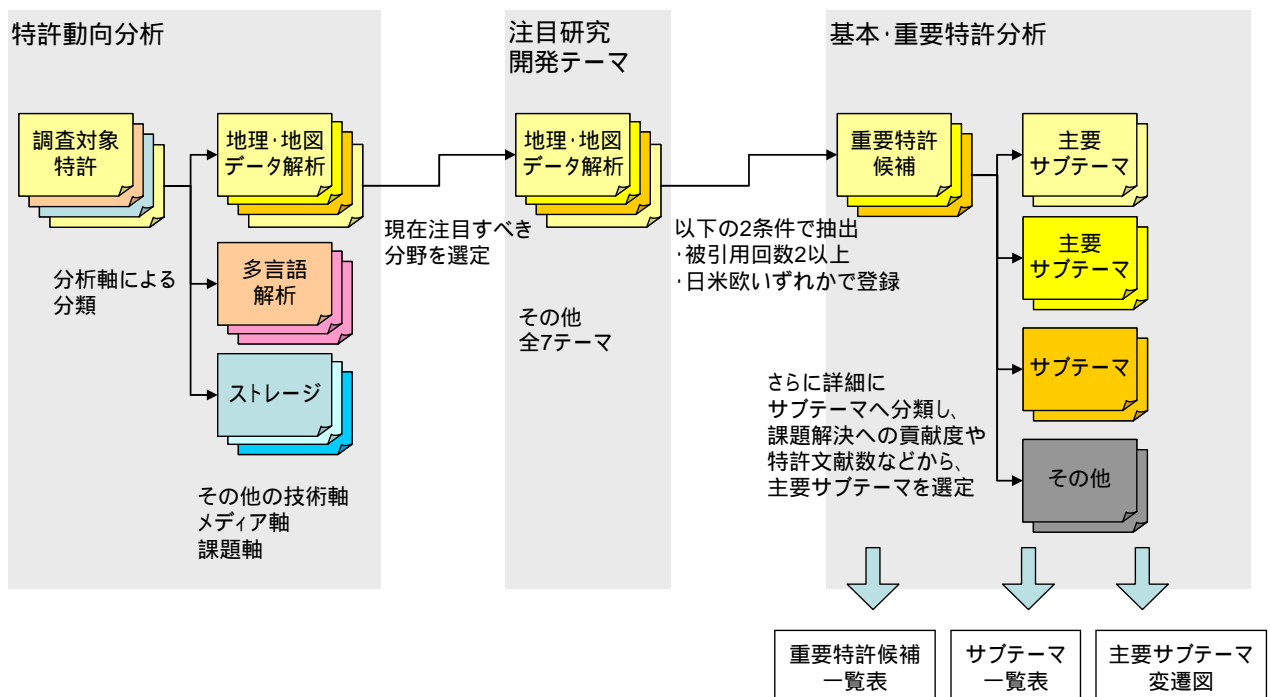 特許動向分析
調査対象
特許
分析軸による
分類
地理・地図
データ解析
多言語
解析
ストレージ
その他の技術軸
メディア軸
課題軸
現在注目すべき
分野を選定
注目研究
開発テーマ
地理・地図
データ解析
その他
全7テーマ
以下の2条件で抽出
・被引用回数2以上
・日米欧いずれかで登録
基本・重要特許分析
重要特許
候補
さらに詳細に
サブテーマへ分類し、
課題解決への貢献度や
特許文献数などから、
主要サブテーマを選定
主要
サブテーマ
主要
サブテーマ
サブテーマ
その他
重要特許候補
一覧表
サブテーマ
一覧表
主要サブテーマ
変遷図